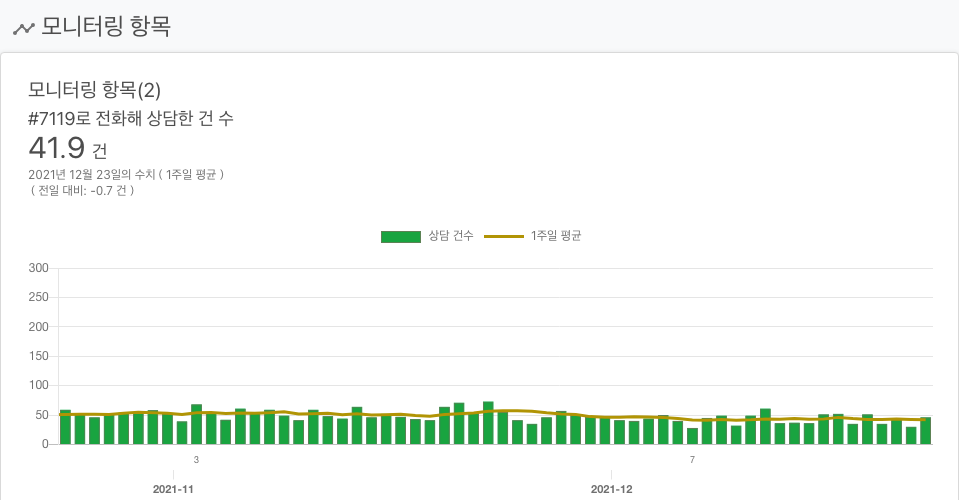 모니터링 항목
모니터링 항목(2)
#7119로 전화해 상담한 건 수
41.9 건
2021년 12월 23일의 수치 ( 1주일 평균 )
( 전일 대비: -0.7 건 )
상담 건수 1주일 평균
300
250
200
150
100
50
0
3 7
2021-11 2021-12